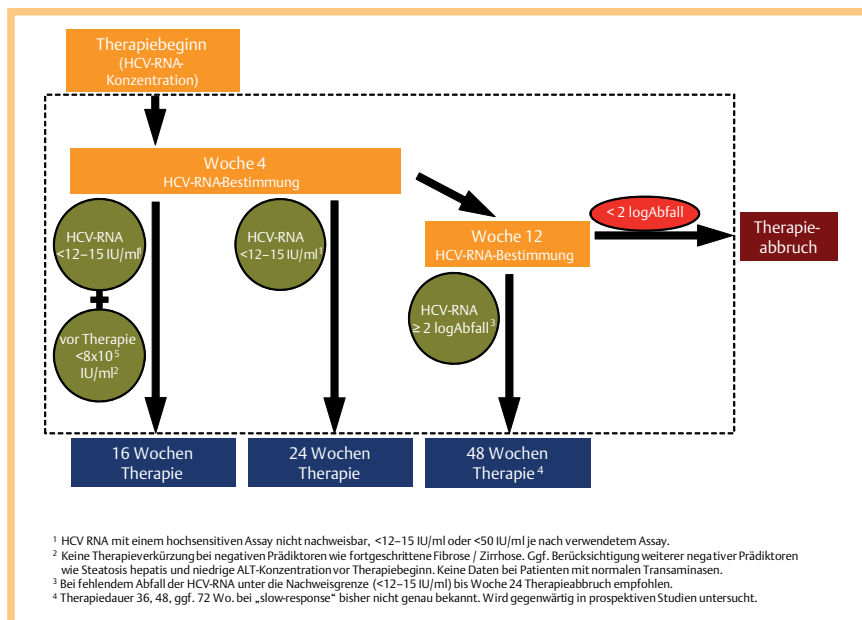 Therapiebeginn
(HCV-RNA-
Konzentration)
Woche 4
HCV-RNA-Bestimmung
HCV-RNA
<12–15 IU/ml¹
HCV-RNA
<12–15 IU/ml¹
vor Therapie
<8x10⁵
IU/ml²
Woche 12
HCV-RNA-Bestimmung
< 2 logAbfall
Therapie-
abbruch
HCV-RNA
≥ 2 logAbfall³
16 Wochen
Therapie
24 Wochen
Therapie
48 Wochen
Therapie ⁴
¹ HCV RNA mit einem hochsensitiven Assay nicht nachweisbar, <12–15 IU/ml oder <50 IU/ml je nach verwendetem Assay.
² Keine Therapieverkürzung bei negativen Prädiktoren wie fortgeschrittene Fibrose / Zirrhose. Ggf. Berücksichtigung weiterer negativer Prädiktoren
wie Steatosis hepatis und niedrige ALT-Konzentration vor Therapiebeginn. Keine Daten bei Patienten mit normalen Transaminasen.
³ Bei fehlendem Abfall der HCV-RNA unter die Nachweisgrenze (<12–15 IU/ml) bis Woche 24 Therapieabbruch empfohlen.
⁴ Therapiedauer 36, 48, ggf. 72 Wo. bei „slow-response“ bisher nicht genau bekannt. Wird gegenwärtig in prospektiven Studien untersucht.